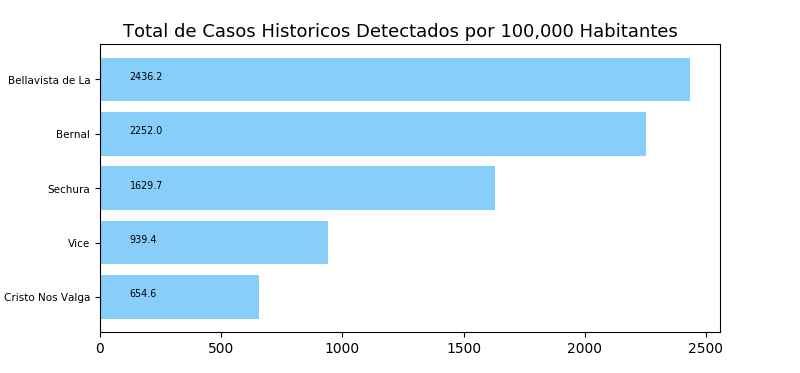 Total de Casos Historicos Detectados por 100,000 Habitantes
Bellavista de La 2436.2
Bernal 2252.0
Sechura 1629.7
Vice 939.4
Cristo Nos Valga 654.6
0 500 1000 1500 2000 2500